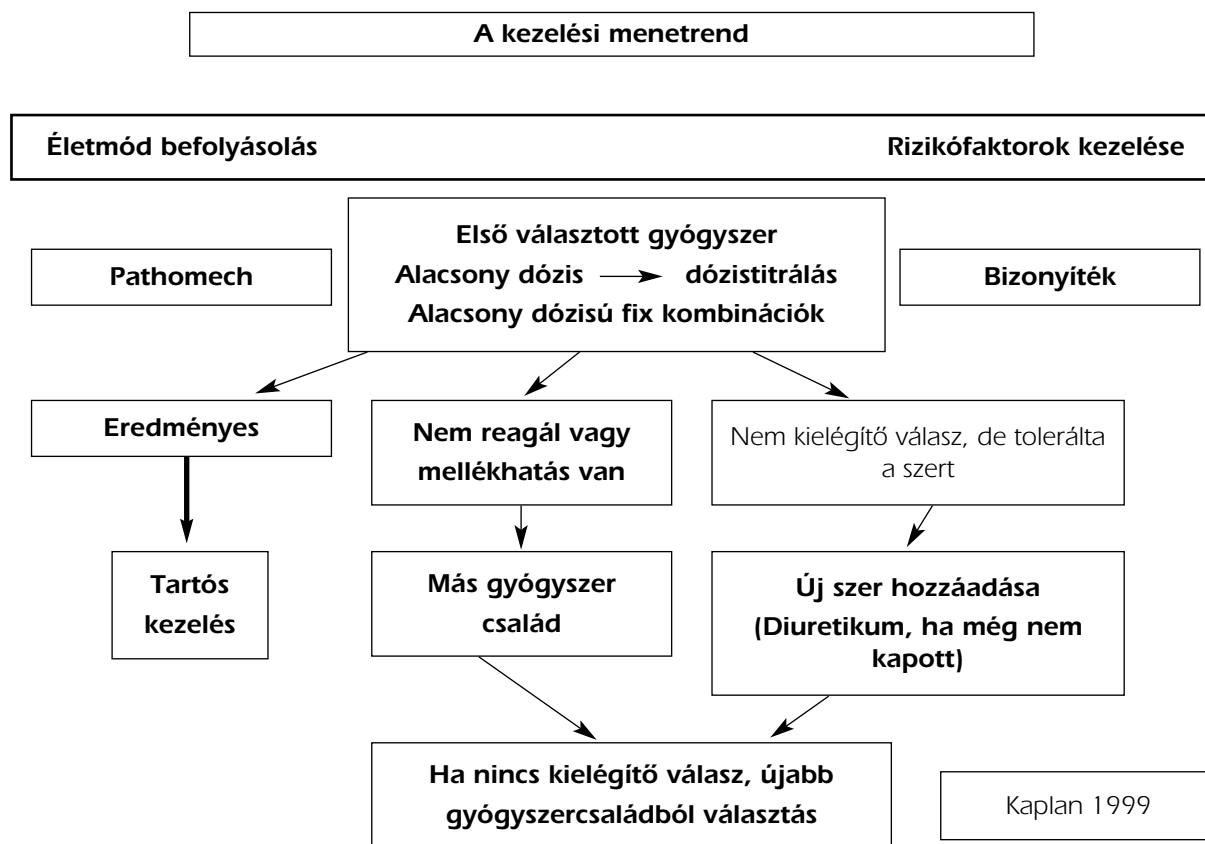 A kezelési menetrend
Életmód befolyásolás
Rizikófaktorok kezelése
Első választott gyógyszer
Alacsony dózis dózistitrálás
Alacsony dózisú fix kombinációk
Pathomech
Bizonyíték
Eredményes
Nem reagál vagy
mellékhatás van
Nem kielégítő válasz, de tolerálta
a szert
Tartós
kezelés
Más gyógyszer
család
Új szer hozzáadása
(Diuretikum, ha még nem
kapott)
Ha nincs kielégítő válasz, újabb
gyógyszercsaládból választás
Kaplan 1999